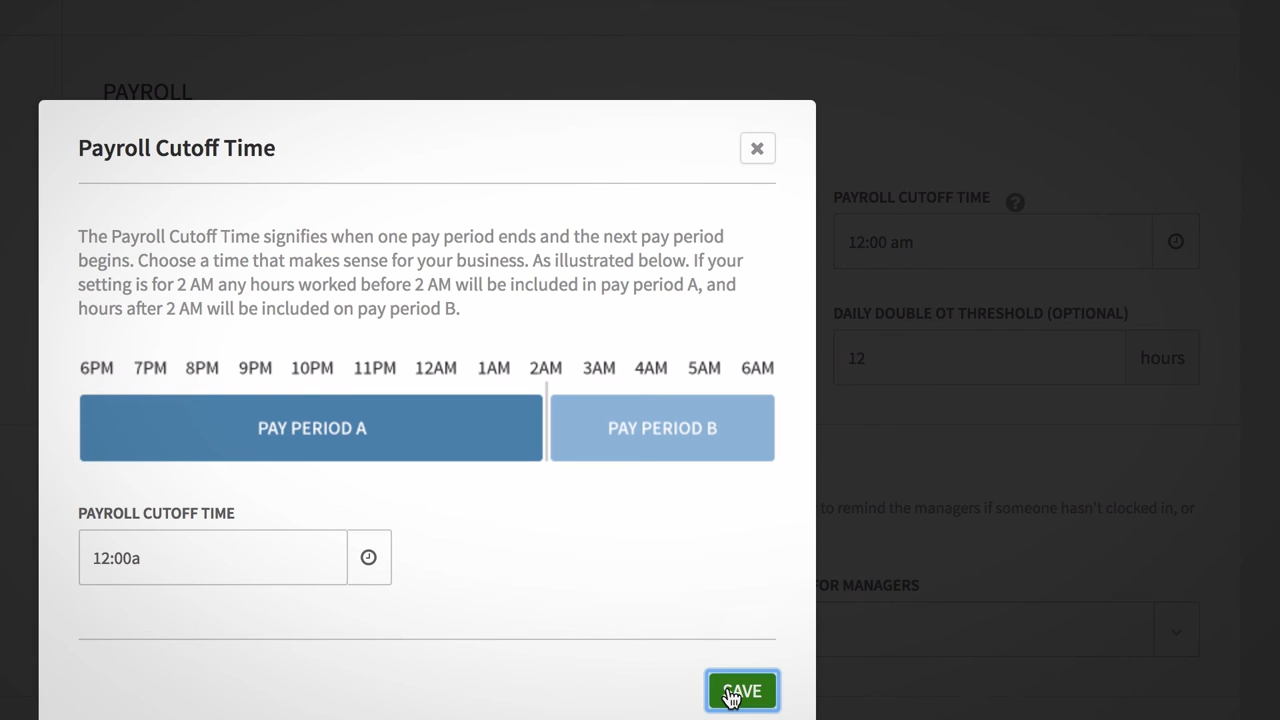 PAYROLL
Payroll Cutoff Time
The Payroll Cutoff Time signifies when one pay period ends and the next pay period
begins. Choose a time that makes sense for your business. As illustrated below. If your
setting is for 2 AM any hours worked before 2 AM will be included in pay period A, and
hours after 2 AM will be included on pay period B.
6PM 7PM 8PM 9PM 10PM 11PM 12AM 1AM 2AM 3AM 4AM 5AM 6AM
PAY PERIOD A PAY PERIOD B
PAYROLL CUTOFF TIME
12:00a
SAVE
PAYROLL CUTOFF TIME ?
12:00 am
DAILY DOUBLE OT THRESHOLD (OPTIONAL)
12 hours
to remind the managers if someone hasn't clocked in, or
FOR MANAGERS